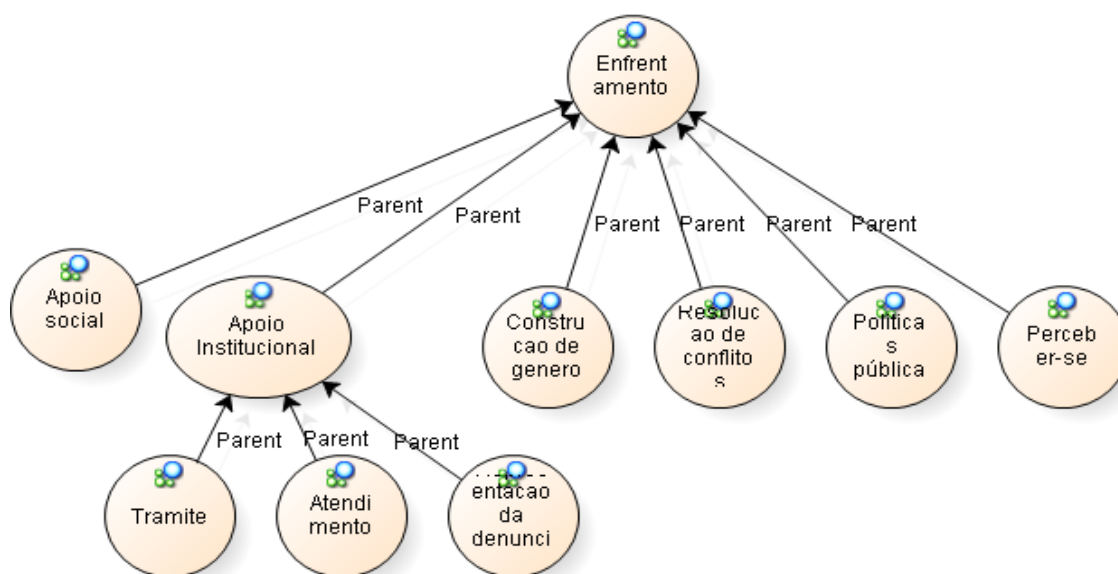 Enfrent
amento
Parent
Parent
Parent
Parent
Parent
Parent
Apoio
social
Apoio
Institucional
Constru
cao de
genero
Resoluc
ao de
conflito
s
Politica
s
pública
Perceb
er-se
Parent
Parent
Parent
Tramite
Atendi
mento
entacao
da
denunci